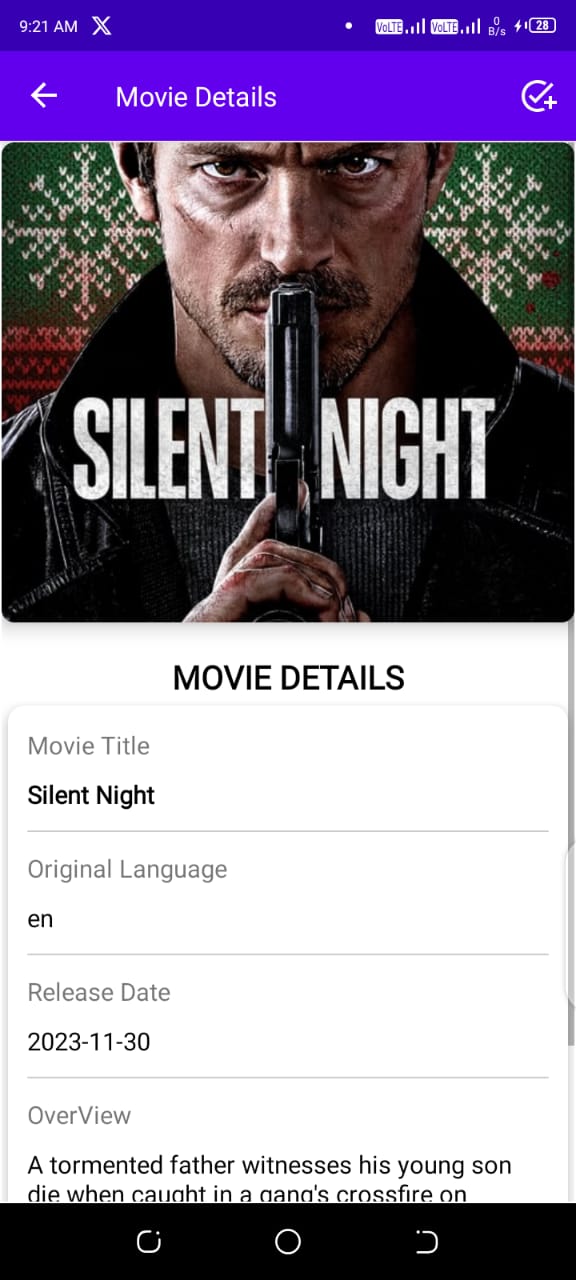 9:21 AM
VoLTE VoLTE 0 B/s 28
Movie Details
SILENT NIGHT
MOVIE DETAILS
Movie Title
Silent Night
Original Language
en
Release Date
2023-11-30
OverView
A tormented father witnesses his young son
die when caught in a gang's crossfire on